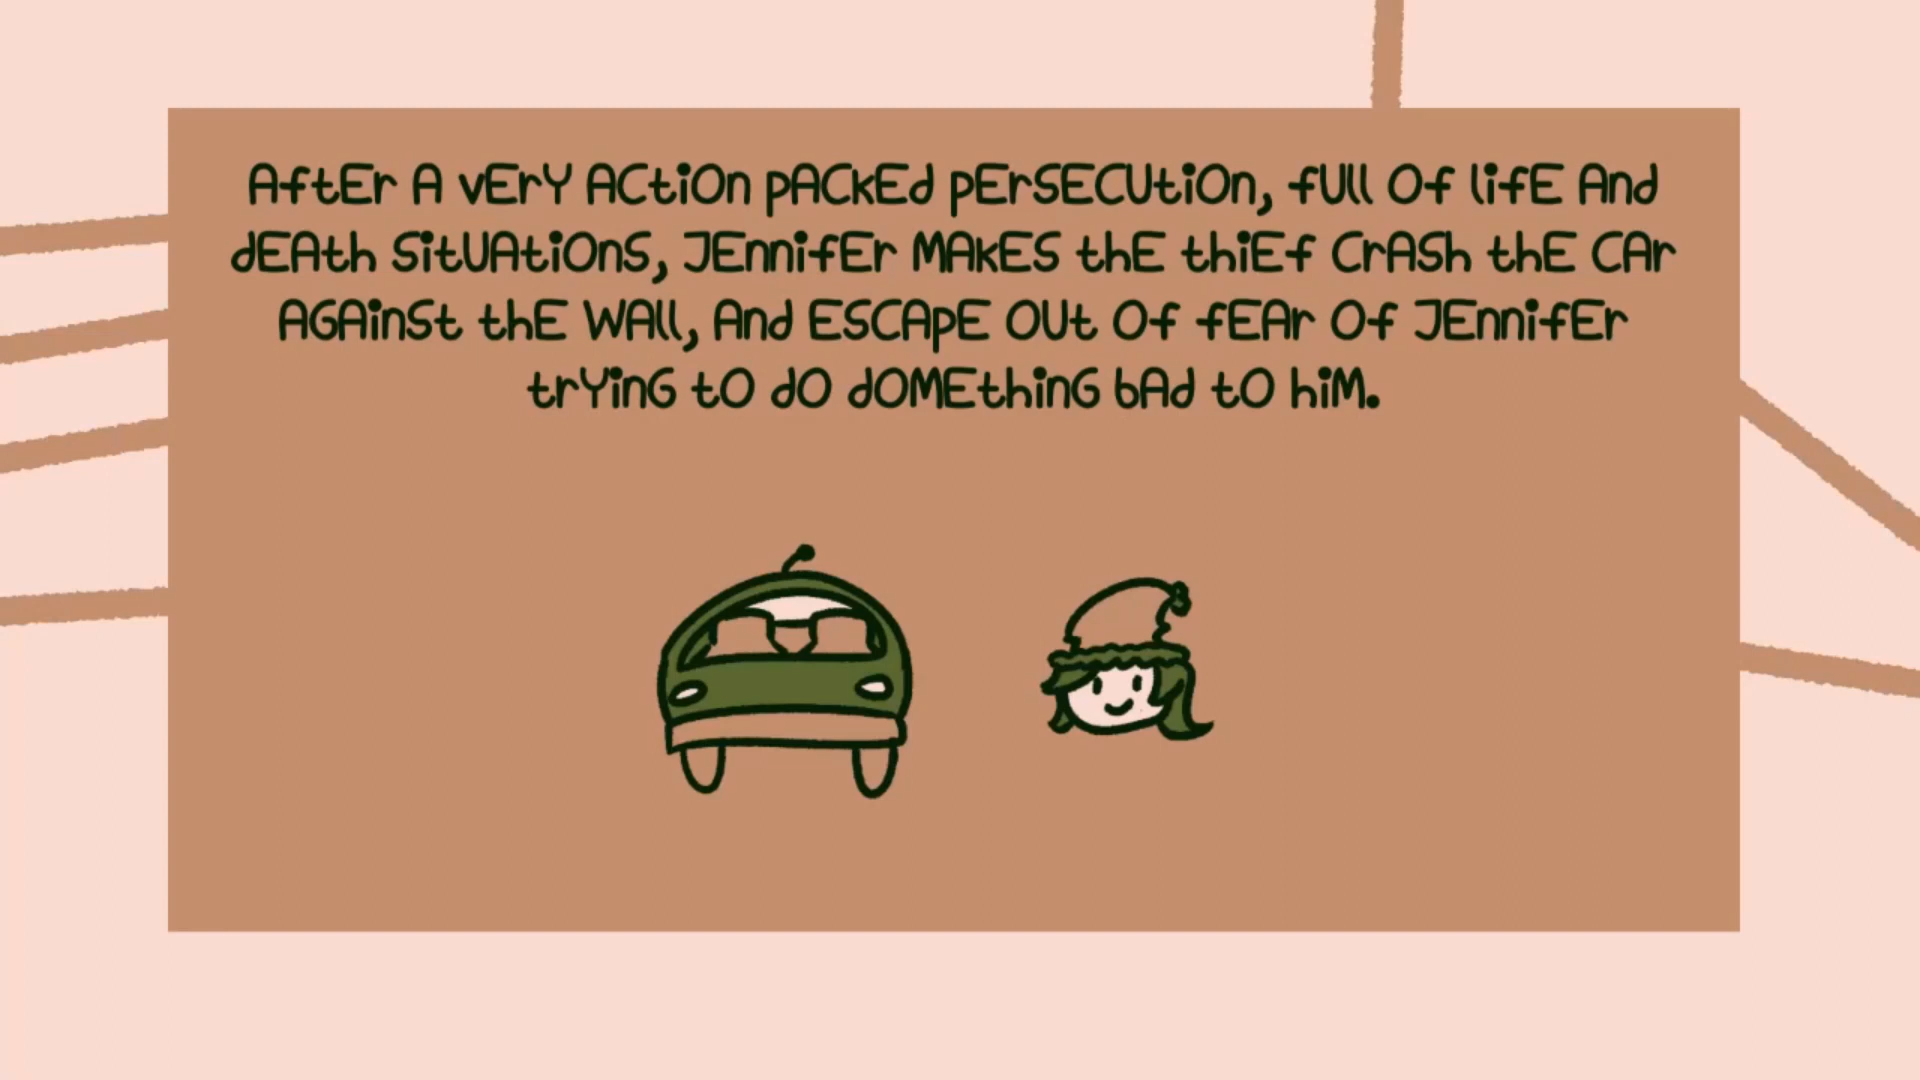 AftEr A vErY ACtiOn pACkEd pErSECUtiOn, fUll Of lifE And
dEAth SitUAtiOnS, JEnnifEr MAkES thE thiEf CrASh thE CAr
AGAinSt thE WAll, And ESCApE OUt Of fEAr Of JEnnifEr
trYinG tO dO dOMEthinG bAd tO hiM.